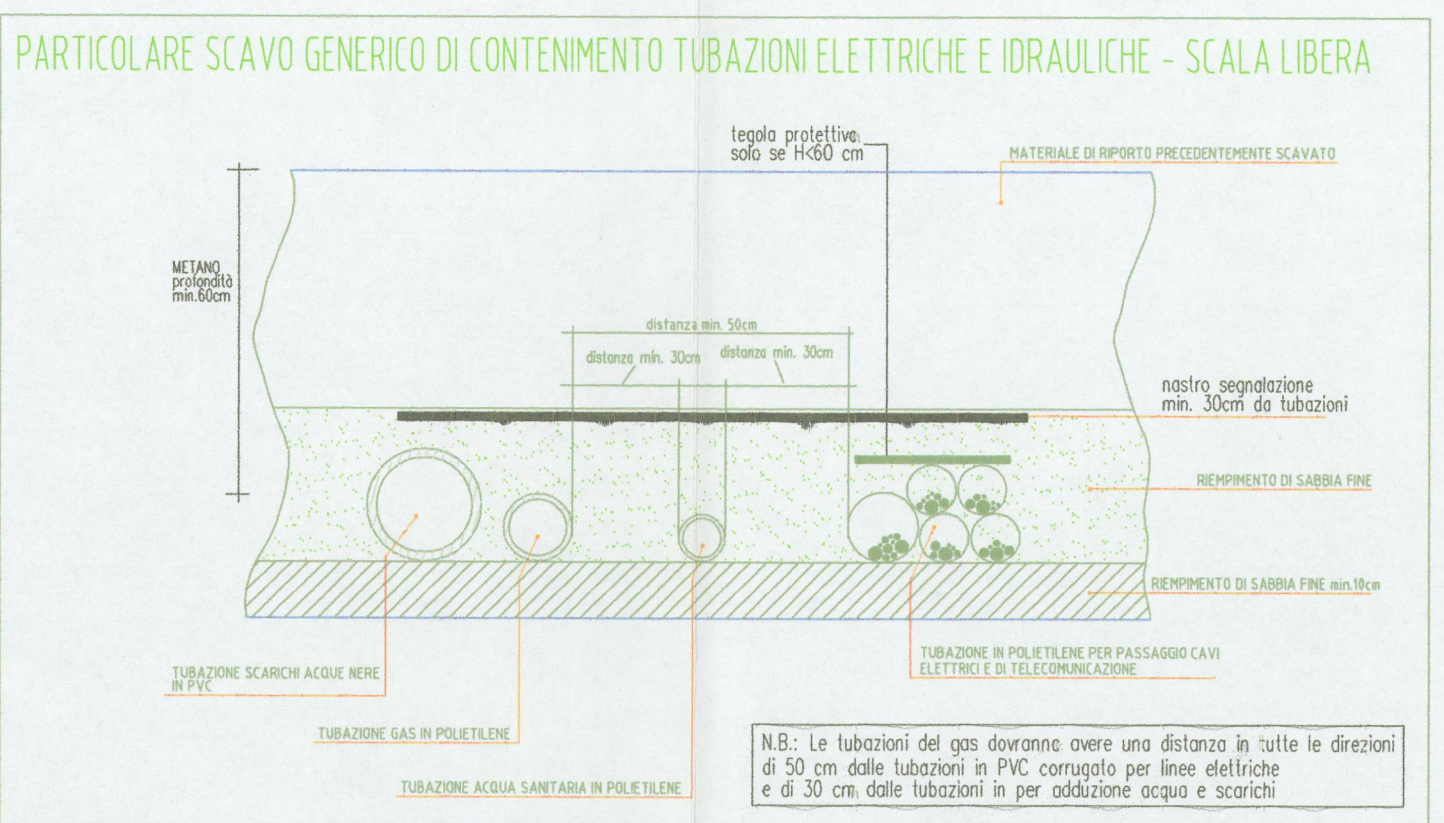 PARTICOLARE SCAVO GENERICO DI CONTENIMENTO TUBAZIONI ELETTRICHE E IDRAULICHE - SCALA LIBERA
tegola protettiva
solo se H<60 cm
MATERIALE DI RIPORTO PRECEDENTEMENTE SCAVATO
METANO
profondità
min.60cm
distanza min. 50cm
distanza min. 30cm
distanza min. 30cm
nastro segnalazione
min. 30cm da tubazioni
RIEMPIMENTO DI SABBIA FINE
RIEMPIMENTO DI SABBIA FINE min.10cm
TUBAZIONE SCARICHI ACQUE NERE
IN PVC
TUBAZIONE IN POLIETILENE PER PASSAGGIO CAVI
ELETTRICI E DI TELECOMUNICAZIONE
TUBAZIONE GAS IN POLIETILENE
TUBAZIONE ACQUA SANITARIA IN POLIETILENE
N.B.: Le tubazioni del gas dovranno avere una distanza in tutte le direzioni
di 50 cm dalle tubazioni in PVC corrugato per linee elettriche
e di 30 cm dalle tubazioni in per adduzione acqua e scarichi